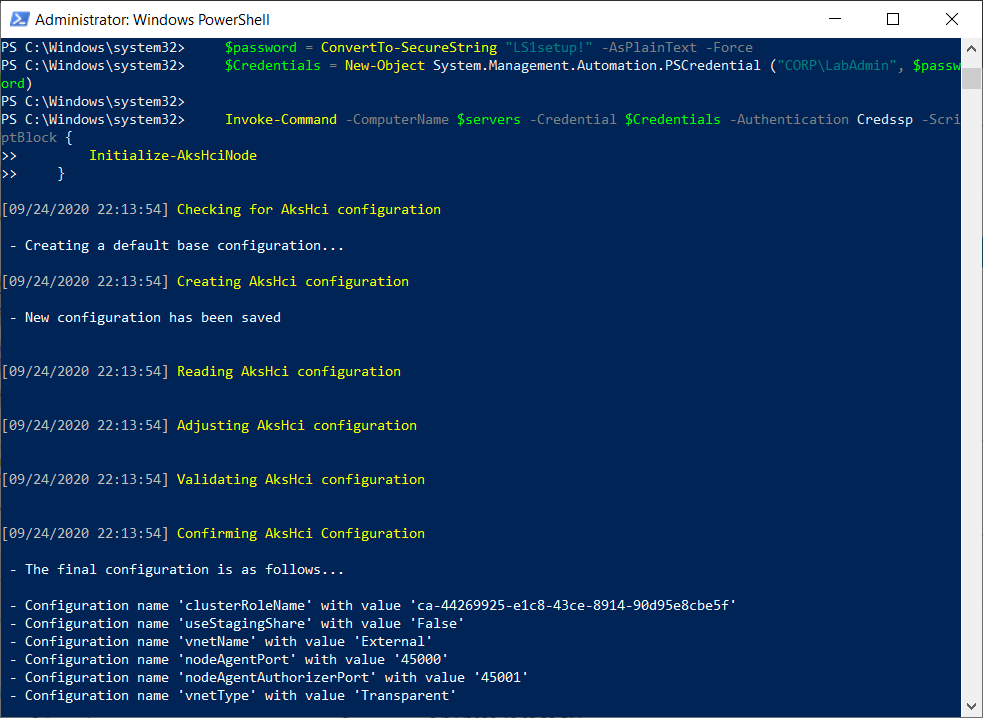 Administrator: Windows PowerShell
PS C:\Windows\system32>     $password = ConvertTo-SecureString "LS1setup!" -AsPlainText -Force
PS C:\Windows\system32>     $Credentials = New-Object System.Management.Automation.PSCredential ("CORP\LabAdmin", $passw
ord)
PS C:\Windows\system32>
PS C:\Windows\system32>     Invoke-Command -ComputerName $servers -Credential $Credentials -Authentication Credssp -Scri
ptBlock {
>>         Initialize-AksHciNode
>>     }
[09/24/2020 22:13:54] Checking for AksHci configuration
- Creating a default base configuration...
[09/24/2020 22:13:54] Creating AksHci configuration
- New configuration has been saved
[09/24/2020 22:13:54] Reading AksHci configuration
[09/24/2020 22:13:54] Adjusting AksHci configuration
[09/24/2020 22:13:54] Validating AksHci configuration
[09/24/2020 22:13:54] Confirming AksHci Configuration
- The final configuration is as follows...
- Configuration name 'clusterRoleName' with value 'ca-44269925-e1c8-43ce-8914-90d95e8cbe5f'
- Configuration name 'useStagingShare' with value 'False'
- Configuration name 'vnetName' with value 'External'
- Configuration name 'nodeAgentPort' with value '45000'
- Configuration name 'nodeAgentAuthorizerPort' with value '45001'
- Configuration name 'vnetType' with value 'Transparent'